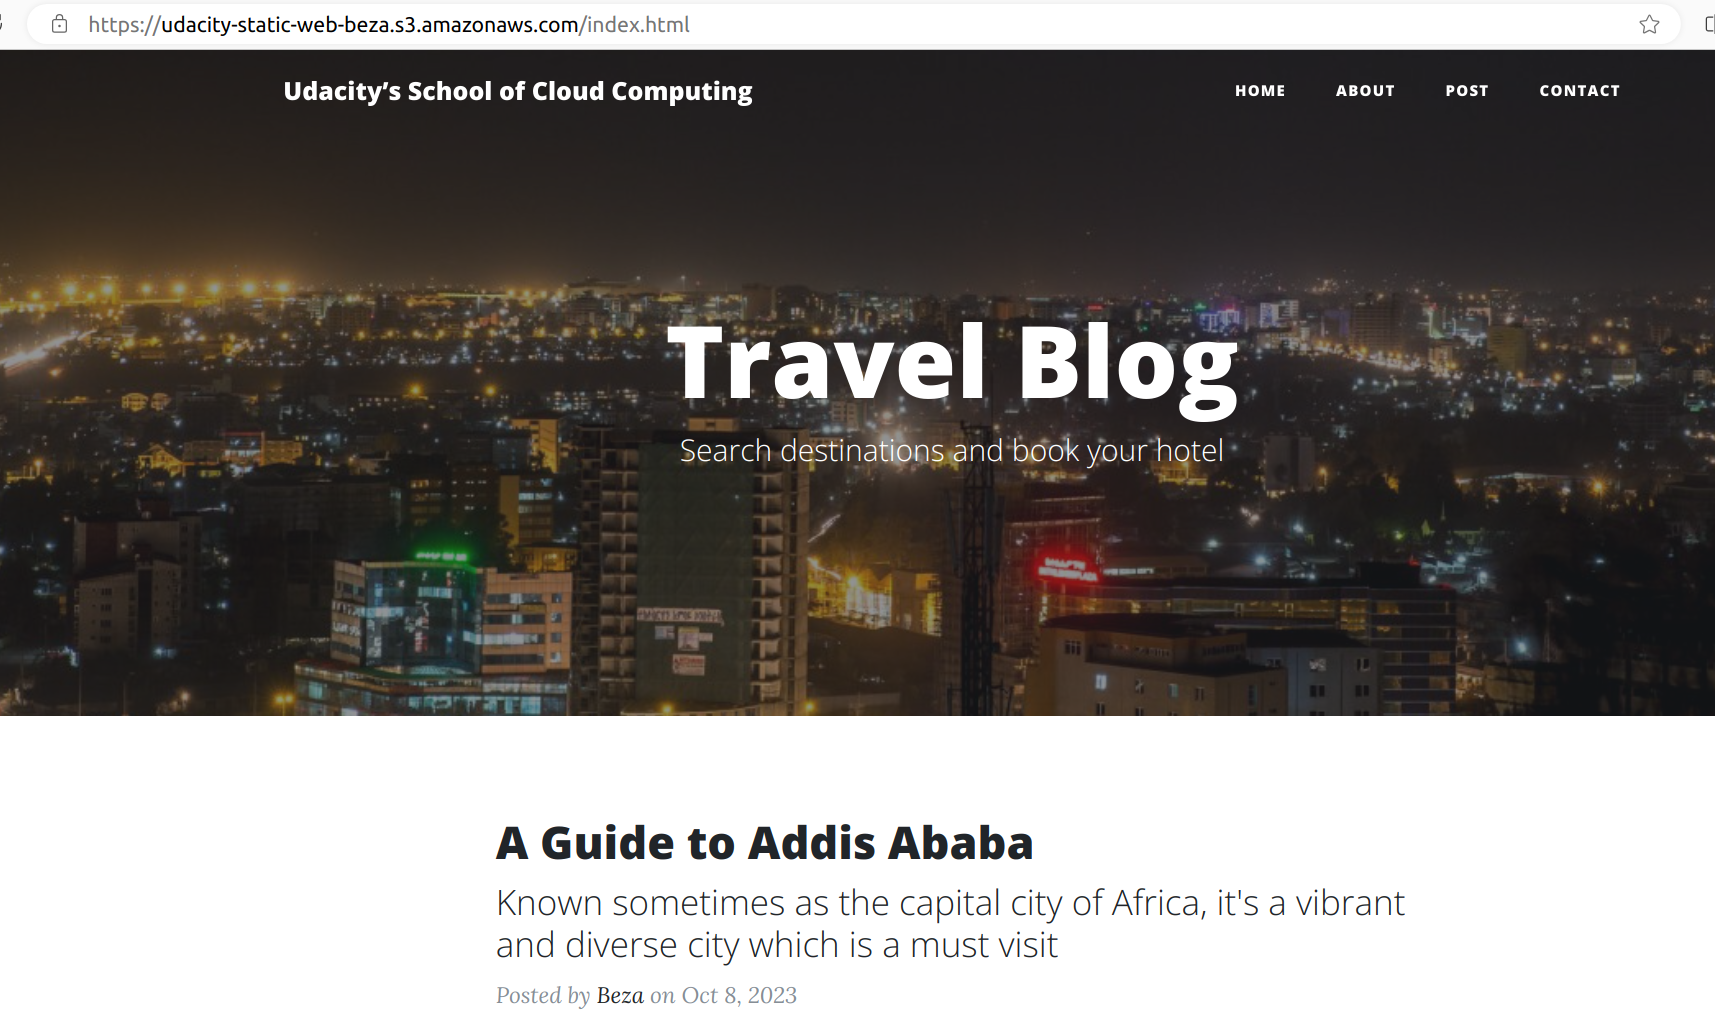 https://udacity-static-web-beza.s3.amazonaws.com/index.html
Udacity’s School of Cloud Computing
HOME ABOUT POST CONTACT
Travel Blog
Search destinations and book your hotel
A Guide to Addis Ababa
Known sometimes as the capital city of Africa, it's a vibrant
and diverse city which is a must visit
Posted by Beza on Oct 8, 2023